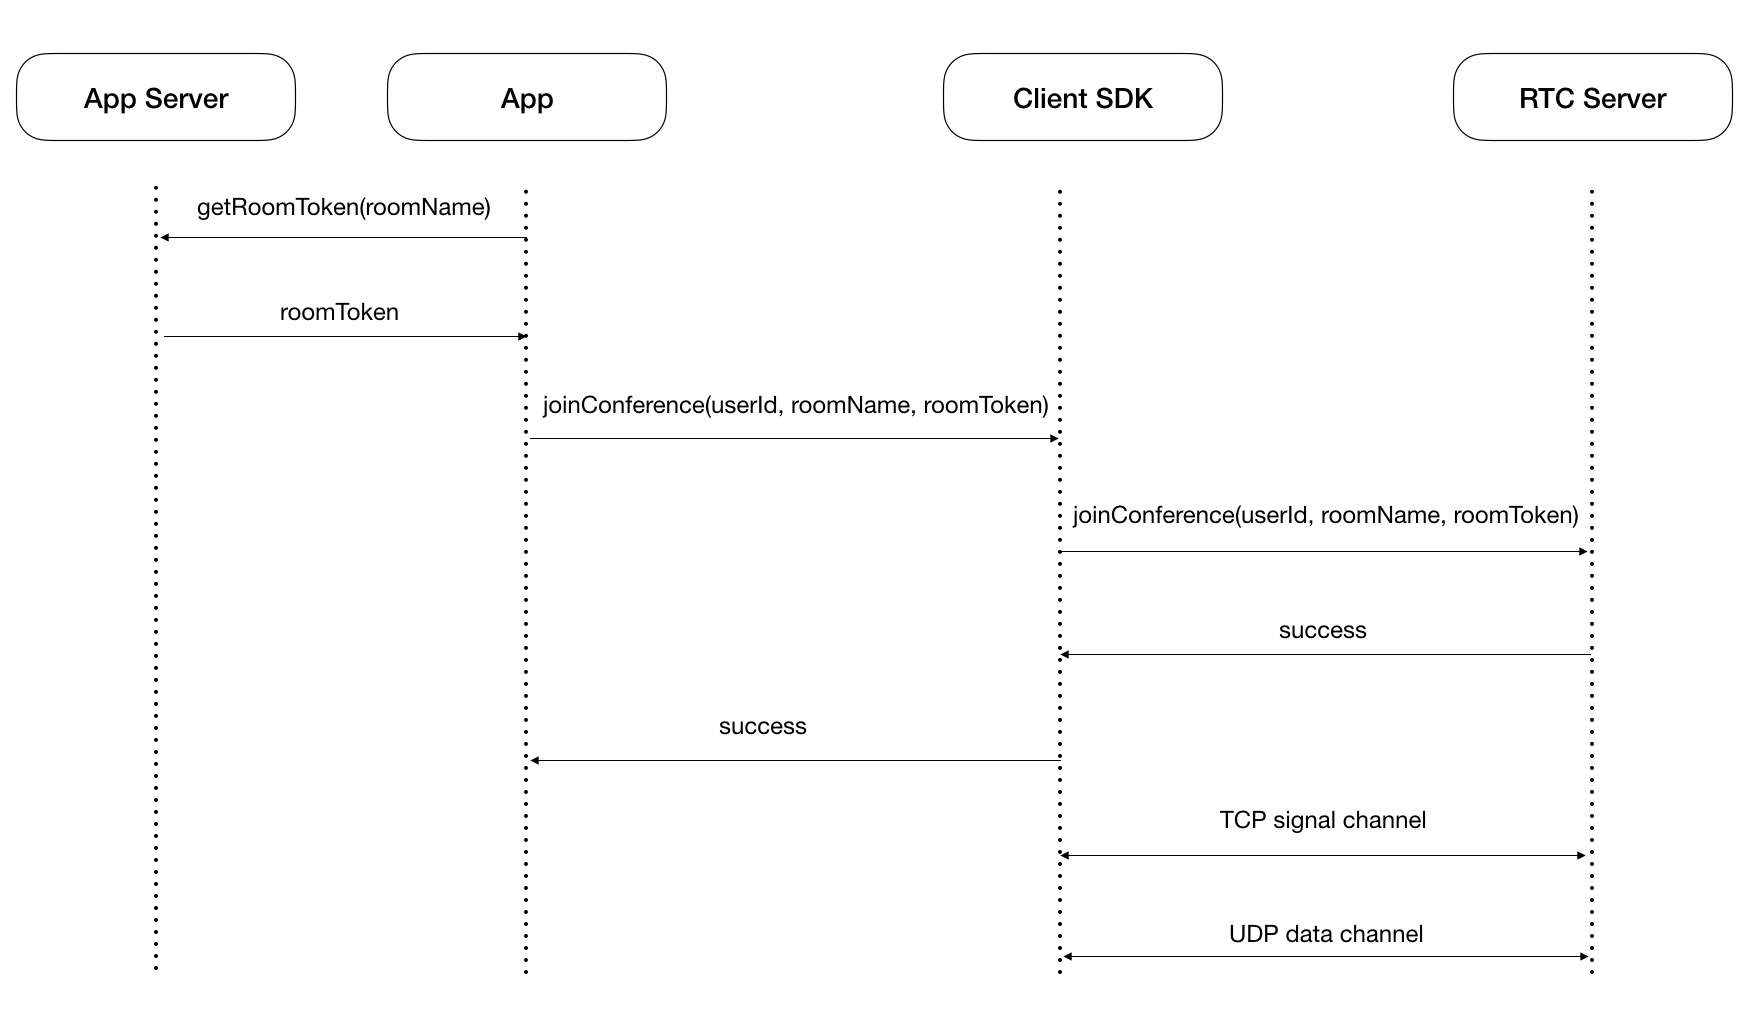 App Server
App
Client SDK
RTC Server
getRoomToken(roomName)
roomToken
joinConference(userId, roomName, roomToken)
joinConference(userId, roomName, roomToken)
success
success
TCP signal channel
UDP data channel